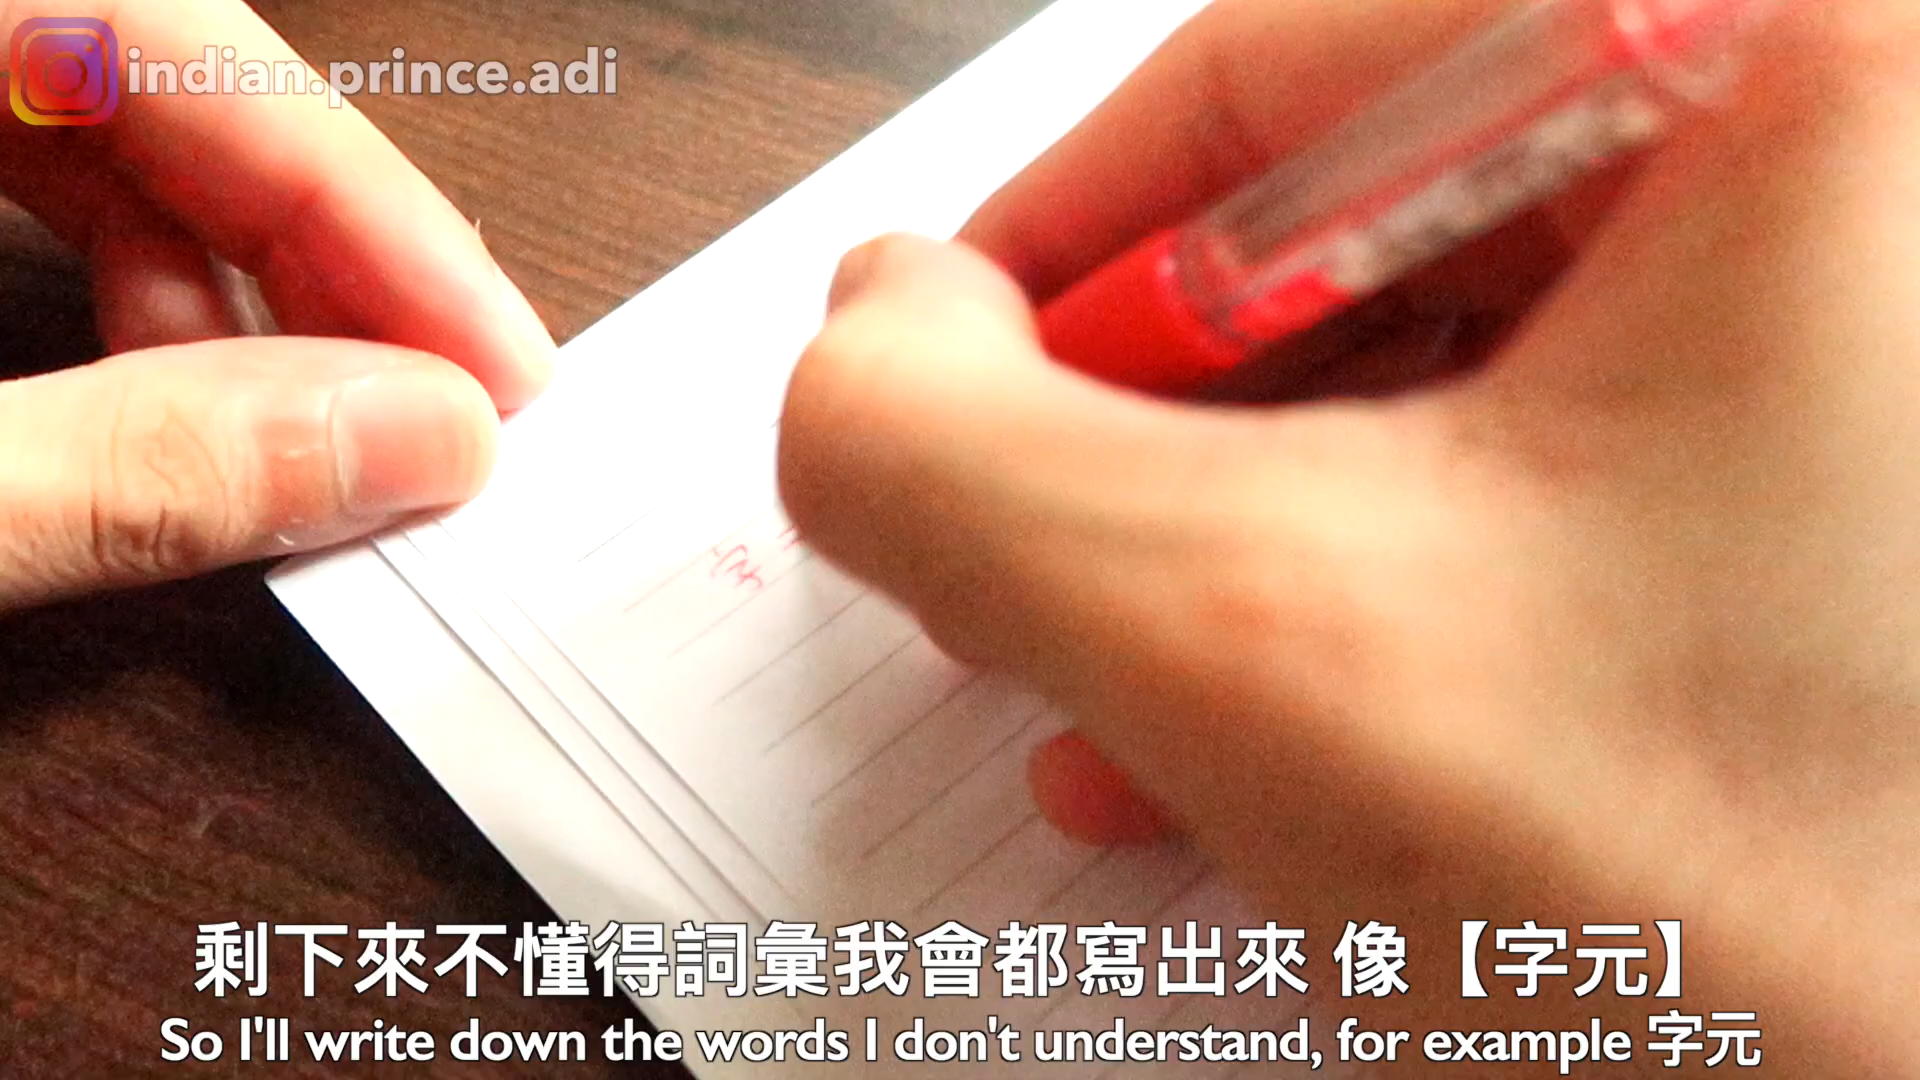 indian.prince.adi
字
剩下來不懂得詞彙我會都寫出來 像【字元】
So I'll write down the words I don't understand, for example 字元